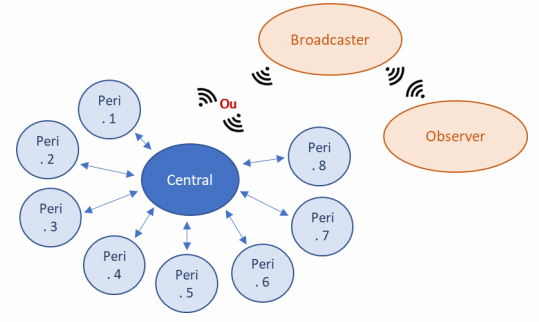 Broadcaster
Ou
Observer
Peri
. 1
Peri
. 2
Peri
. 3
Peri
. 4
Peri
. 5
Peri
. 6
Peri
. 7
Peri
. 8
Central